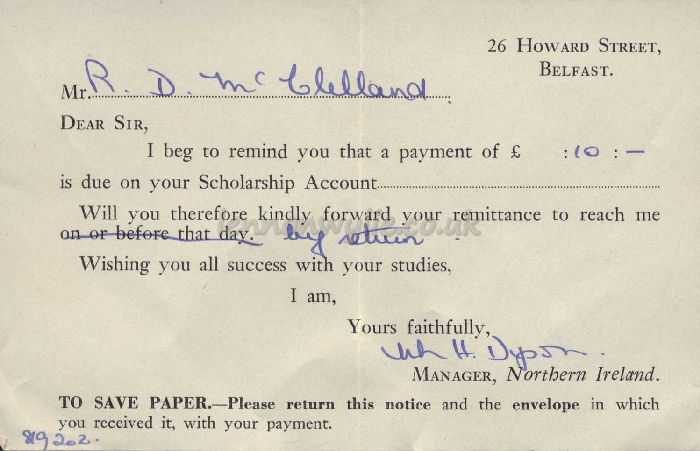 26 Howard Street,
Belfast.
Mr. R. D. McClelland
Dear Sir,
I beg to remind you that a payment of £ :10:—
is due on your Scholarship Account
Will you therefore kindly forward your remittance to reach me
on or before that day. by return
Wishing you all success with your studies,
I am,
Yours faithfully,
H. Dyson.
Manager, Northern Ireland.
TO SAVE PAPER.—Please return this notice and the envelope in which
you received it, with your payment.